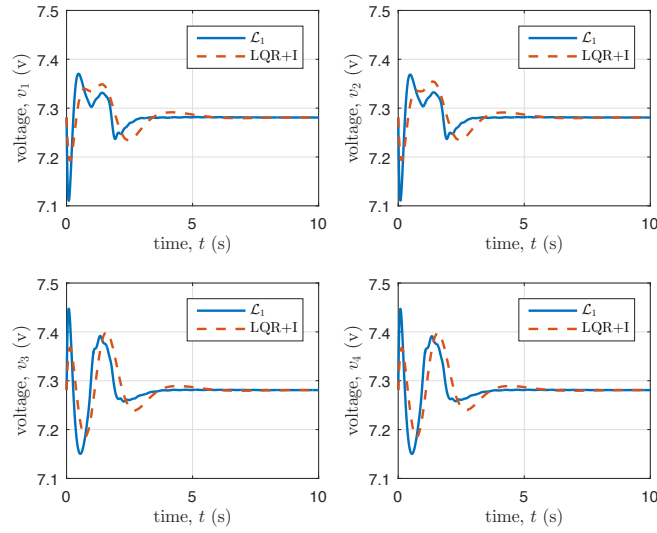 7.5
7.4
7.3
7.2
7.1
voltage, v₁ (v)
ℒ₁
LQR+I
0
5
10
time, t (s)
7.5
7.4
7.3
7.2
7.1
voltage, v₂ (v)
ℒ₁
LQR+I
0
5
10
time, t (s)
7.5
7.4
7.3
7.2
7.1
voltage, v₃ (v)
ℒ₁
LQR+I
0
5
10
time, t (s)
7.5
7.4
7.3
7.2
7.1
voltage, v₄ (v)
ℒ₁
LQR+I
0
5
10
time, t (s)